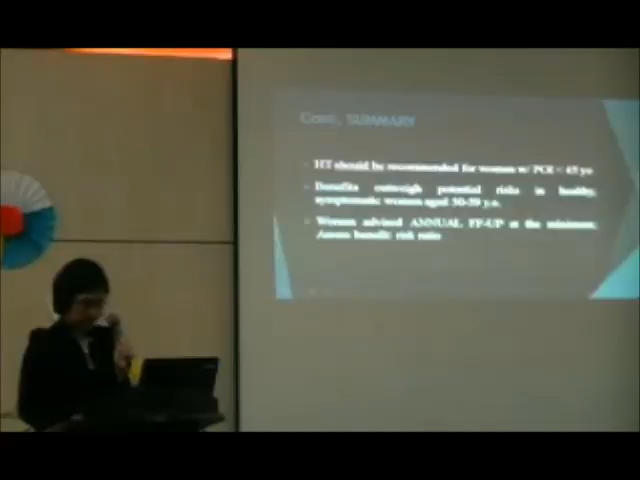 Cont. SUMMARY
HT should be recommended for women w/ POI < 45 yo
Benefits outweigh potential risks in healthy,
symptomatic women aged 50-59 y.o.
Women advised ANNUAL FF-UP at the minimum;
Assess benefit: risk ratio